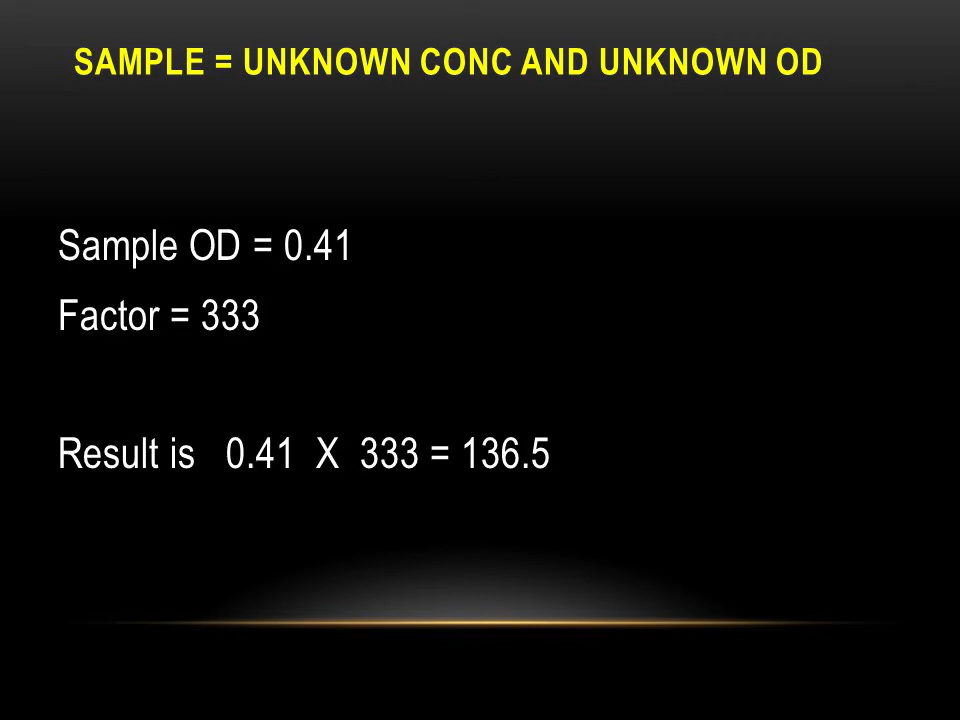 SAMPLE = UNKNOWN CONC AND UNKNOWN OD
Sample OD = 0.41
Factor = 333
Result is 0.41 X 333 = 136.5